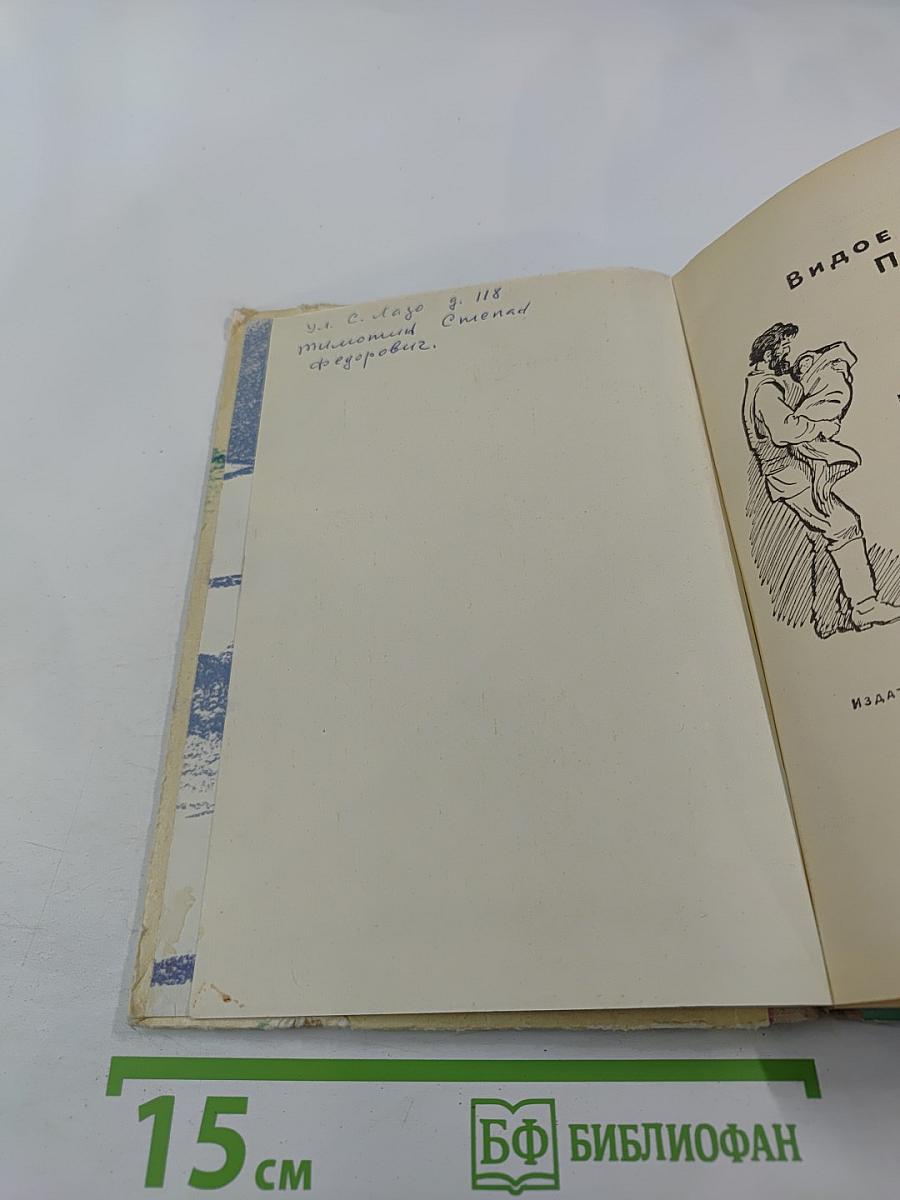 Ул. С. Лазо д. 118
Тимотин Степан
Федорович.
Видое
П
Издат
15 см
БФ БИБЛИОФАН